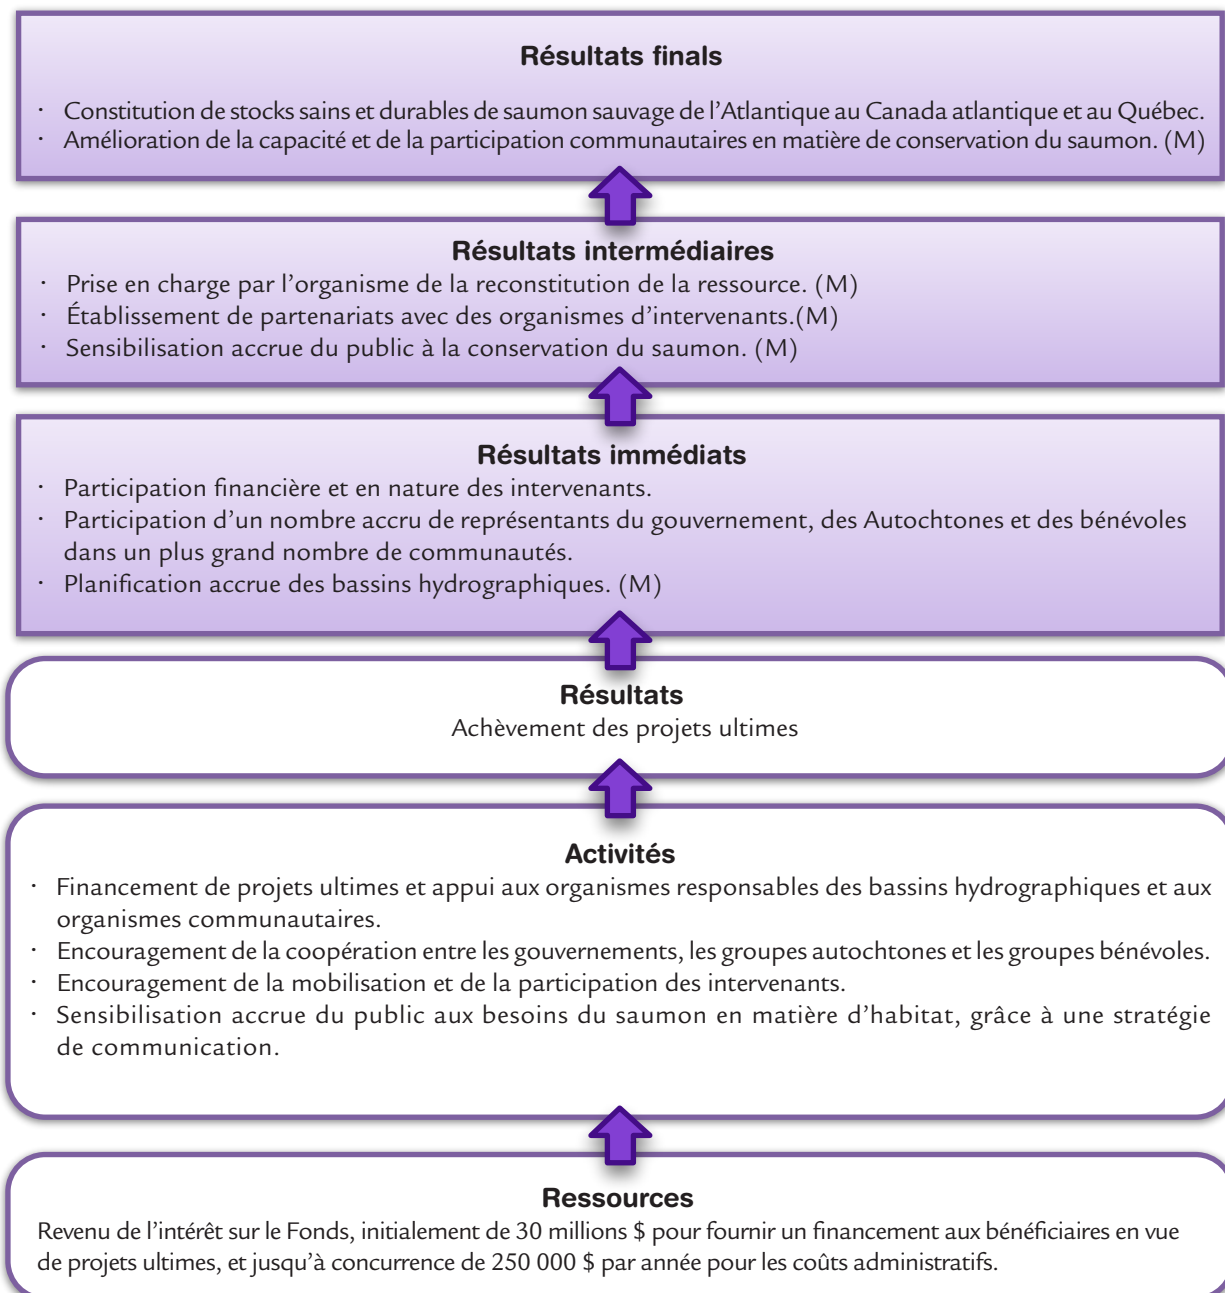 Résultats finals
· Constitution de stocks sains et durables de saumon sauvage de l'Atlantique au Canada atlantique et au Québec.
· Amélioration de la capacité et de la participation communautaires en matière de conservation du saumon. (M)
Résultats intermédiaires
· Prise en charge par l'organisme de la reconstitution de la ressource. (M)
· Établissement de partenariats avec des organismes d'intervenants.(M)
· Sensibilisation accrue du public à la conservation du saumon. (M)
Résultats immédiats
· Participation financière et en nature des intervenants.
· Participation d'un nombre accru de représentants du gouvernement, des Autochtones et des bénévoles
dans un plus grand nombre de communautés.
· Planification accrue des bassins hydrographiques. (M)
Résultats
Achèvement des projets ultimes
Activités
· Financement de projets ultimes et appui aux organismes responsables des bassins hydrographiques et aux
organismes communautaires.
· Encouragement de la coopération entre les gouvernements, les groupes autochtones et les groupes bénévoles.
· Encouragement de la mobilisation et de la participation des intervenants.
· Sensibilisation accrue du public aux besoins du saumon en matière d'habitat, grâce à une stratégie
de communication.
Ressources
Revenu de l'intérêt sur le Fonds, initialement de 30 millions $ pour fournir un financement aux bénéficiaires en vue
de projets ultimes, et jusqu'à concurrence de 250 000 $ par année pour les coûts administratifs.